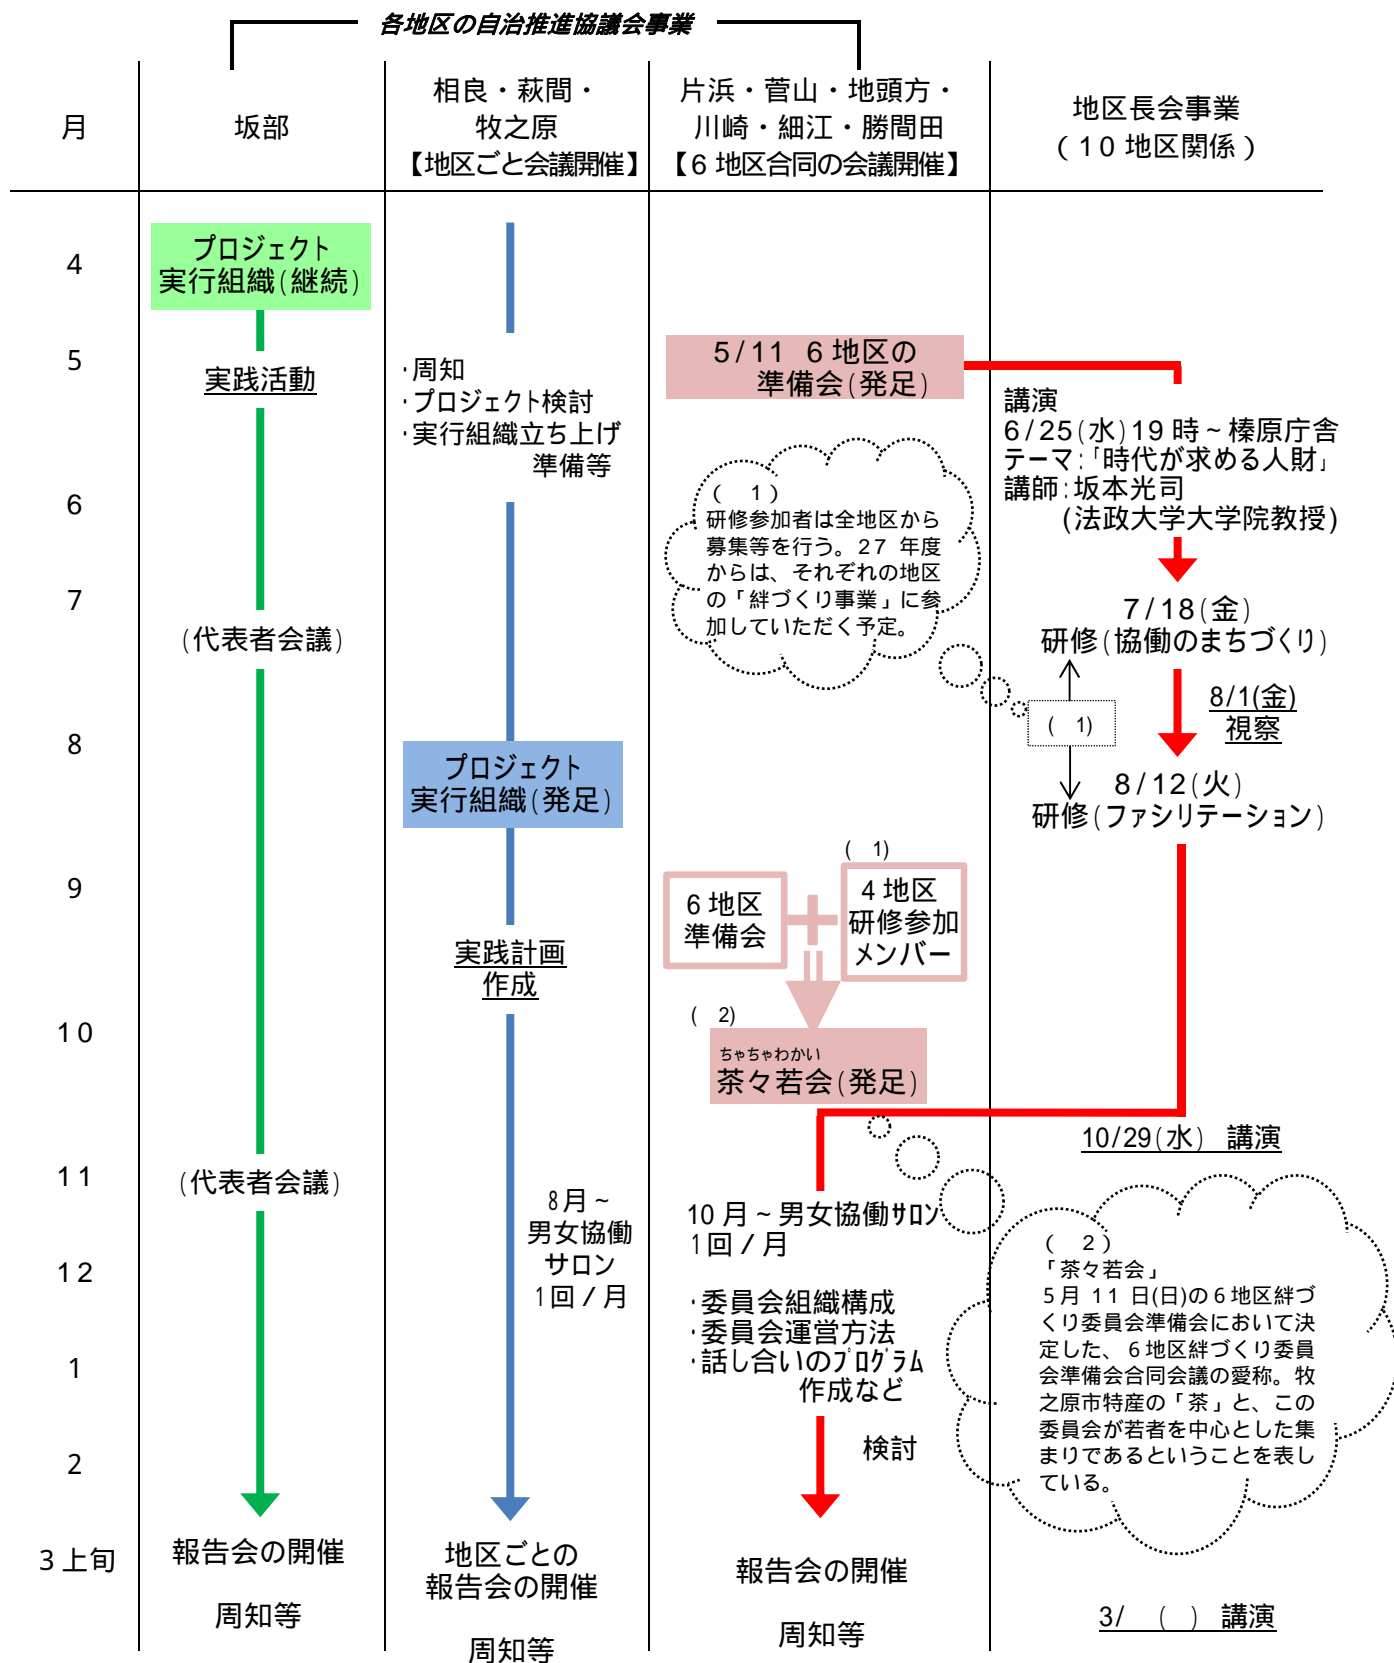 各地区の自治推進協議会事業
月
坂部
相良・萩間・
牧之原
【地区ごと会議開催】
片浜・菅山・地頭方・
川崎・細江・勝間田
【6地区合同の会議開催】
地区長会事業
（10地区関係）
4
5
6
7
8
9
10
11
12
1
2
3上旬
プロジェクト
実行組織(継続)
実践活動
(代表者会議)
(代表者会議)
報告会の開催
周知等
・周知
・プロジェクト検討
・実行組織立ち上げ
準備等
プロジェクト
実行組織(発足)
実践計画
作成
8月～
男女協働
サロン
1回/月
地区ごとの
報告会の開催
周知等
5/11 6地区の
準備会(発足)
( 1)
研修参加者は全地区から
募集等を行う。27年度
からは、それぞれの地区
の「絆づくり事業」に参
加していただく予定。
6地区
準備会
( 1)
4地区
研修参加
メンバー
( 2)
ちゃちゃわかい
茶々若会(発足)
10月～男女協働サロン
1回/月
・委員会組織構成
・委員会運営方法
・話し合いのプログラム
作成など
検討
報告会の開催
周知等
講演
6/25(水)19時～榛原庁舎
テーマ:「時代が求める人財」
講師:坂本光司
(法政大学大学院教授)
7/18(金)
研修(協働のまちづくり)
( 1)
8/1(金)
視察
8/12(火)
研修(ファシリテーション)
10/29(水) 講演
( 2)
「茶々若会」
5月11日(日)の6地区絆づ
くり委員会準備会において決
定した、6地区絆づくり委員
会準備会合同会議の愛称。牧
之原市特産の「茶」と、この
委員会が若者を中心とした集
まりであるということを表し
ている。
3/ ( ) 講演